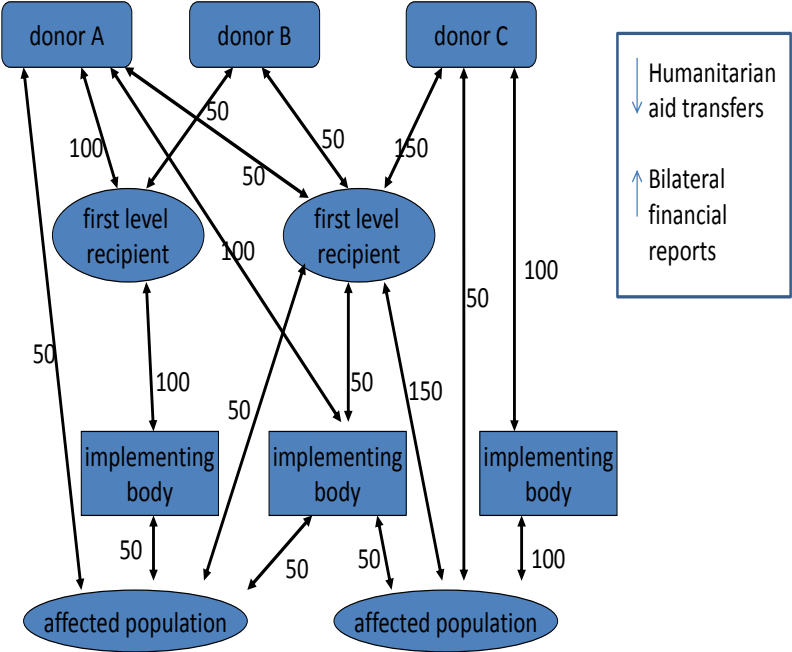 donor A
donor B
donor C
Humanitarian
aid transfers
Bilateral
financial
reports
50
50
100
150
50
first level
recipient
first level
recipient
100
50
100
50
100
50
150
50
implementing
body
implementing
body
implementing
body
50
50
50
100
affected population
affected population